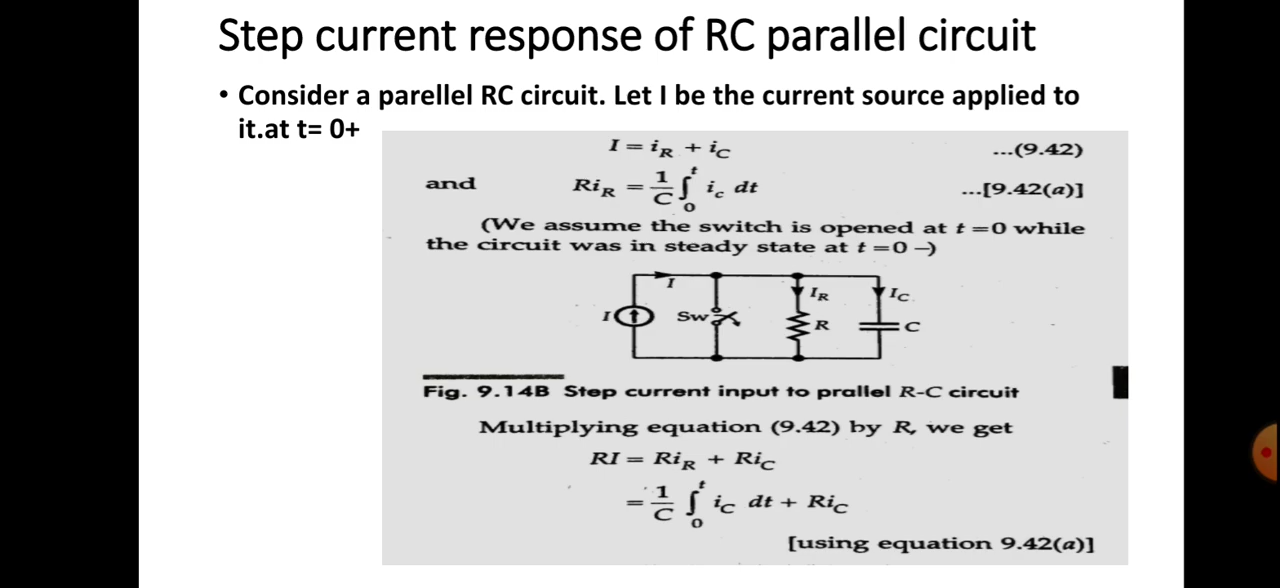 Step current response of RC parallel circuit
• Consider a parellel RC circuit. Let I be the current source applied to
it.at t= 0+
I = iR + iC ...(9.42)
and RiR = 1/C ∫₀ᵗ ic dt ...[9.42(a)]
(We assume the switch is opened at t =0 while
the circuit was in steady state at t =0 –)
I
I Sw IR R IC C
Fig. 9.14B Step current input to prallel R-C circuit
Multiplying equation (9.42) by R, we get
RI = RiR + RiC
= 1/C ∫₀ᵗ iC dt + RiC
[using equation 9.42(a)]